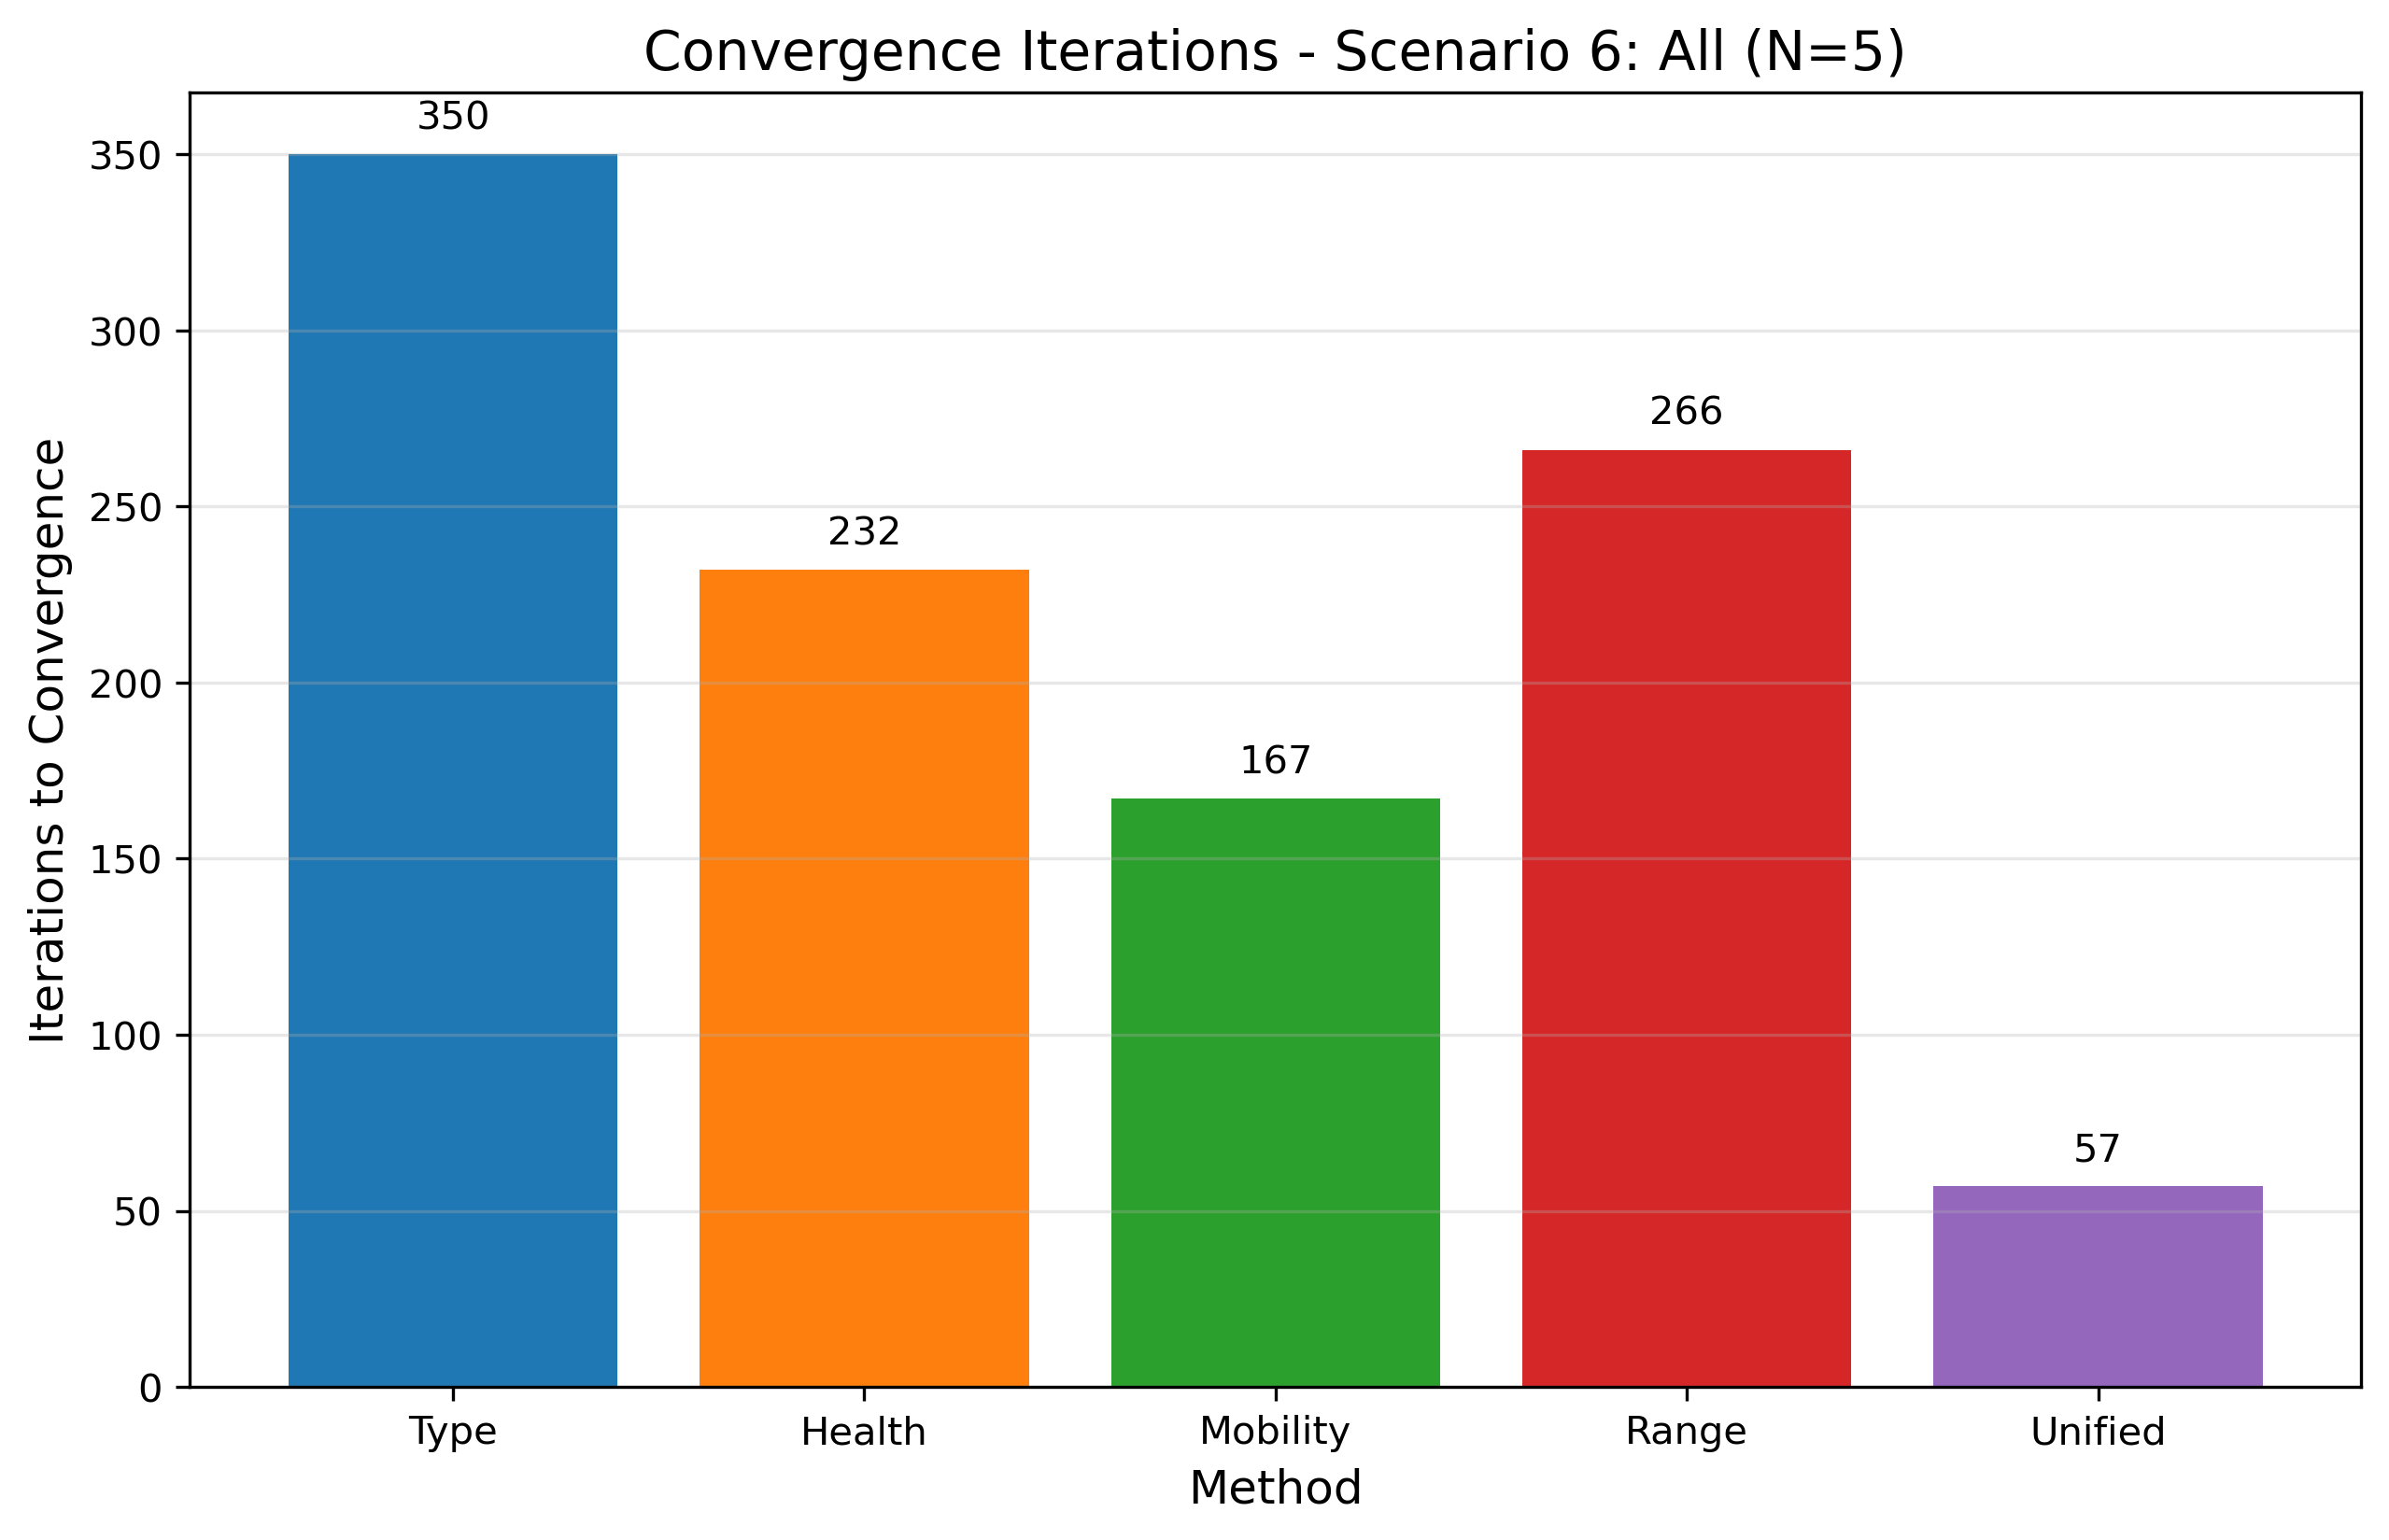 Convergence Iterations - Scenario 6: All (N=5)
Iterations to Convergence
350
300
250
200
150
100
50
0
350
232
167
266
57
Type
Health
Mobility
Range
Unified
Method